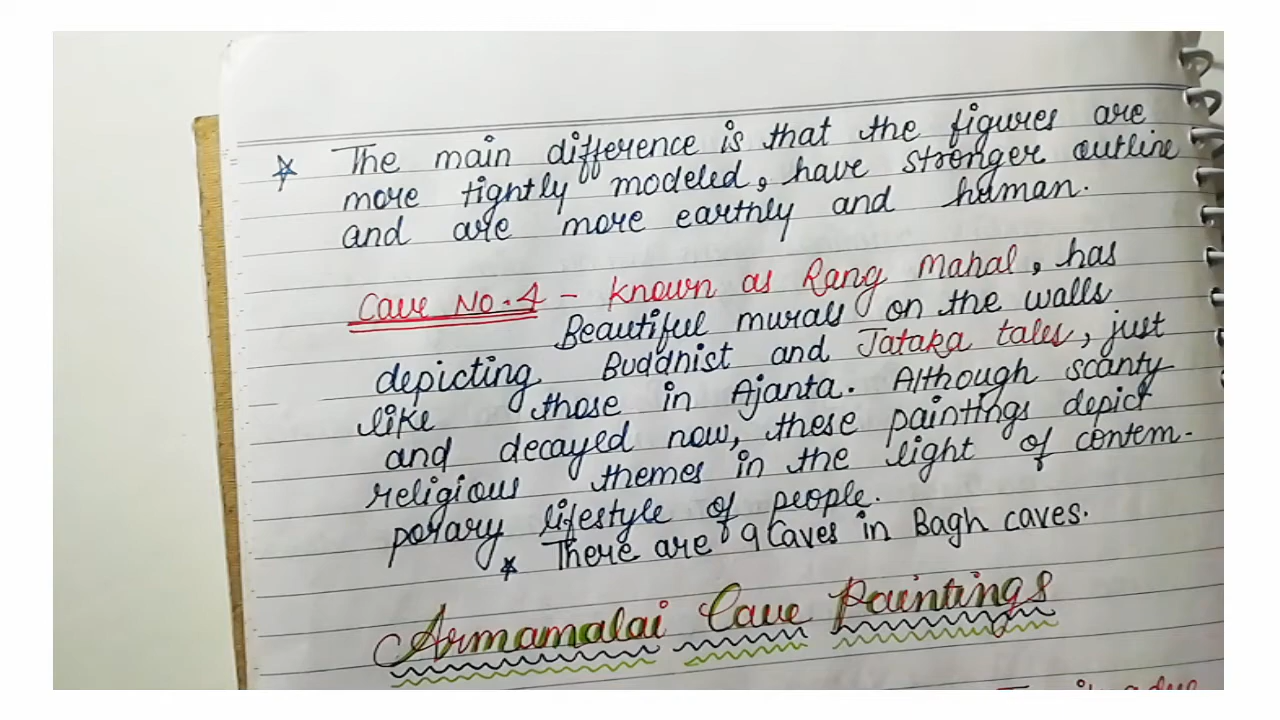 ☆ The main difference is that the figures are
more tightly modeled, have stronger outline
and are more earthly and human.
Cave No. 4 - known as Rang Mahal, has
Beautiful murals on the walls
depicting Buddhist and Jataka tales, just
like those in Ajanta. Although scanty
and decayed now, these paintings depict
religious themes in the light of contem-
porary lifestyle of people.
☆ There are 9 Caves in Bagh caves.
Armamalai Cave Paintings